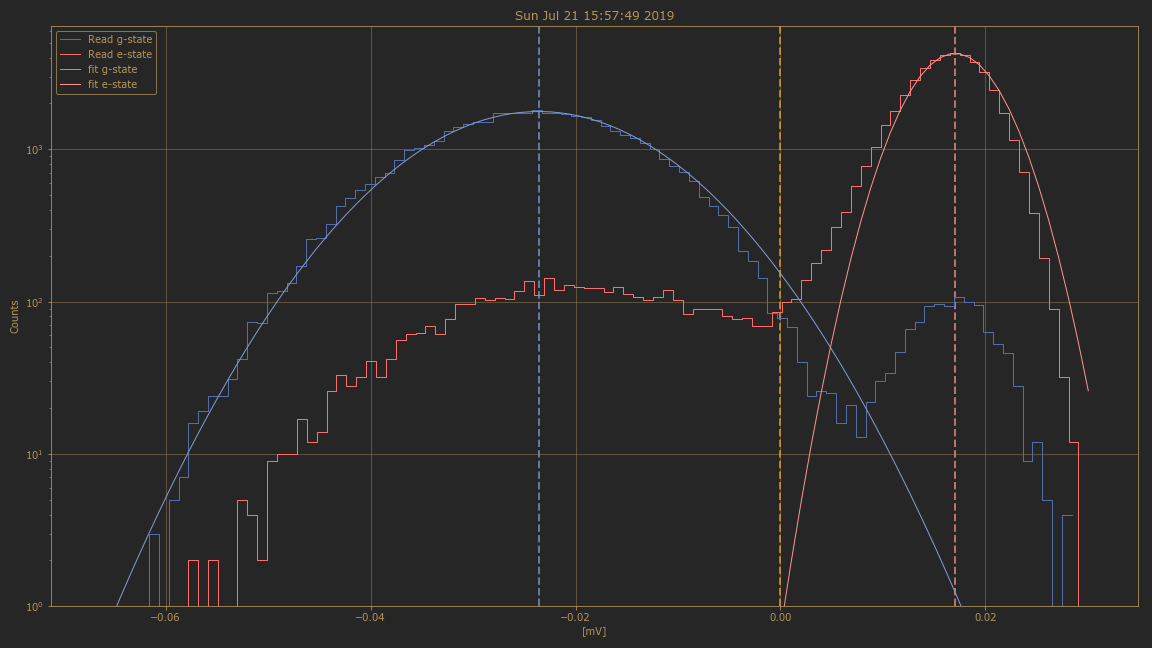 Sun Jul 21 15:57:49 2019
Read g-state
Read e-state
fit g-state
fit e-state
Counts
10³
10²
10¹
10⁰
−0.06
−0.04
−0.02
0.00
0.02
[mV]